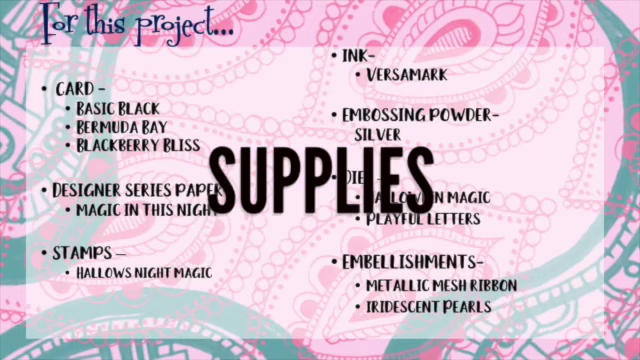 For this project...
• CARD –
• BASIC BLACK
• BERMUDA BAY
• BLACKBERRY BLISS
• DESIGNER SERIES PAPER
• MAGIC IN THIS NIGHT
• STAMPS –
• HALLOWS NIGHT MAGIC
SUPPLIES
• INK-
• VERSAMARK
• EMBOSSING POWDER-
SILVER
MAGIC
• PLAYFUL LETTERS
• EMBELLISHMENTS-
• METALLIC MESH RIBBON
• IRIDESCENT PEARLS